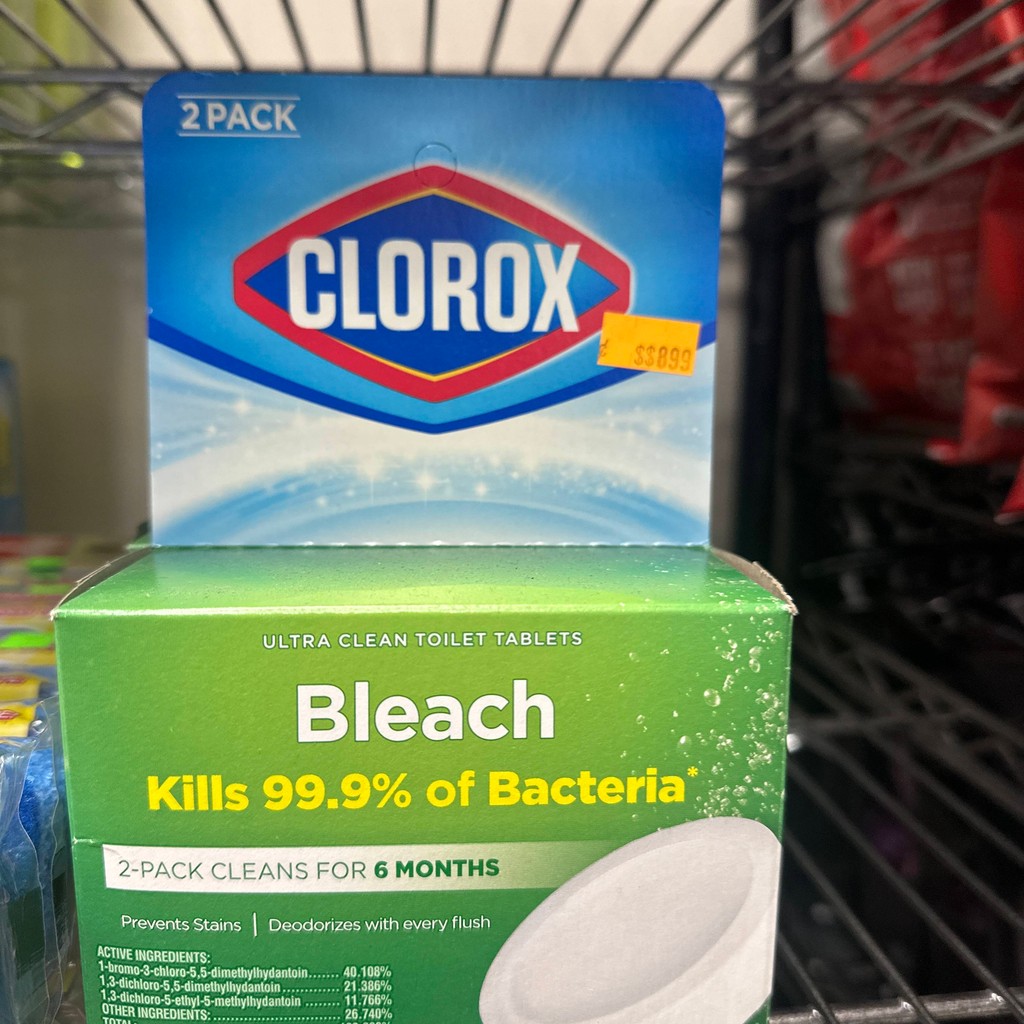 2 PACK
CLOROX
$$899
ULTRA CLEAN TOILET TABLETS
Bleach
Kills 99.9% of Bacteria*
2-PACK CLEANS FOR 6 MONTHS
Prevents Stains | Deodorizes with every flush
ACTIVE INGREDIENTS:
1-bromo-3-chloro-5,5-dimethylhydantoin....... 40.108%
1,3-dichloro-5,5-dimethylhydantoin ............. 21.386%
1,3-dichloro-5-ethyl-5-methylhydantoin ........ 11.766%
OTHER INGREDIENTS:............................ 26.740%